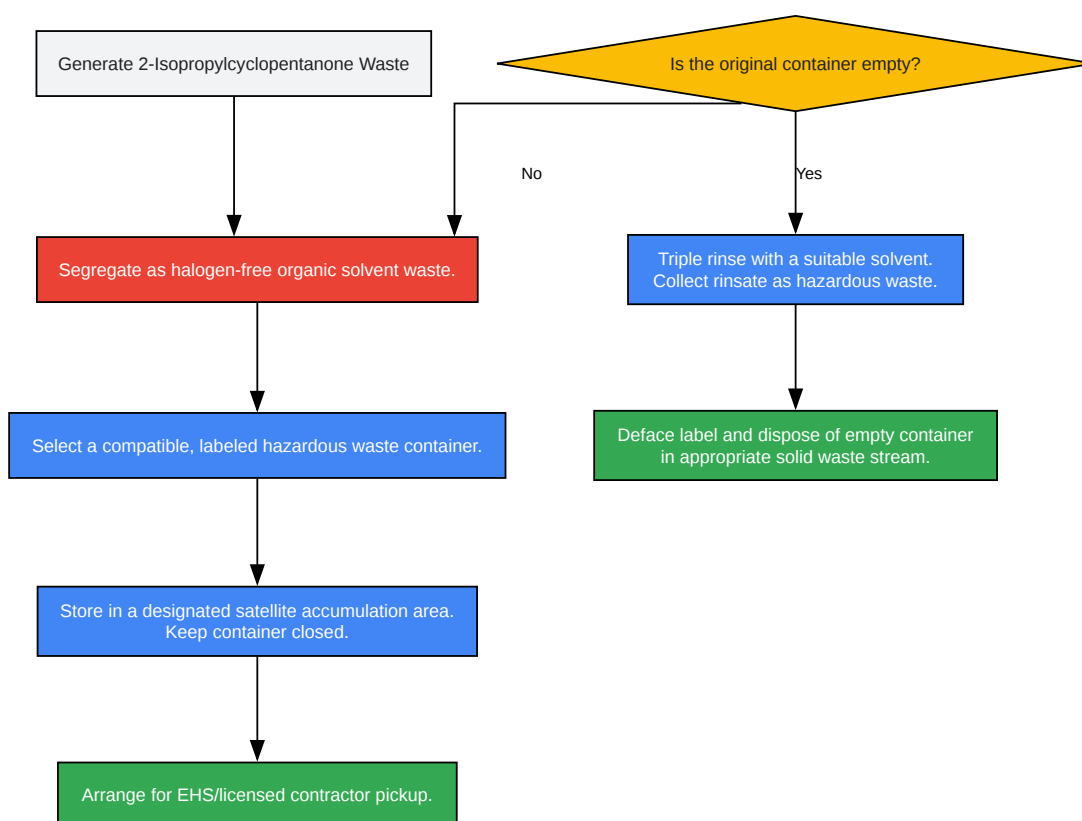 Generate 2-Isopropylcyclopentanone Waste
Is the original container empty?
No
Yes
Segregate as halogen-free organic solvent waste.
Triple rinse with a suitable solvent.
Collect rinsate as hazardous waste.
Select a compatible, labeled hazardous waste container.
Deface label and dispose of empty container
in appropriate solid waste stream.
Store in a designated satellite accumulation area.
Keep container closed.
Arrange for EHS/licensed contractor pickup.